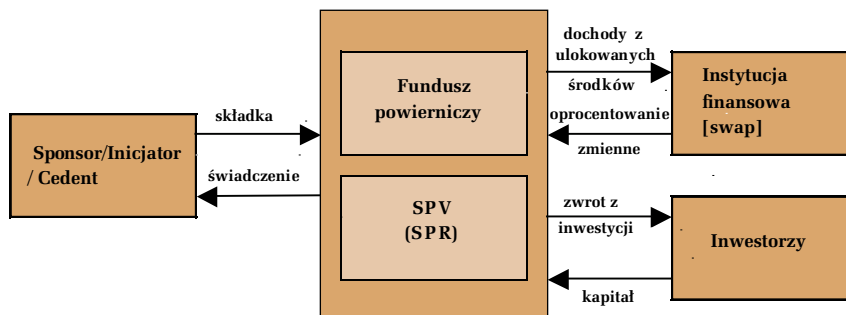 Sponsor/Inicjator
/ Cedent
składka
świadczenie
Fundusz
powierniczy
SPV
(SPR)
dochody z
ulokowanych
środków
oprocentowanie
zmienne
zwrot z
inwestycji
kapitał
Instytucja
finansowa
[swap]
Inwestorzy